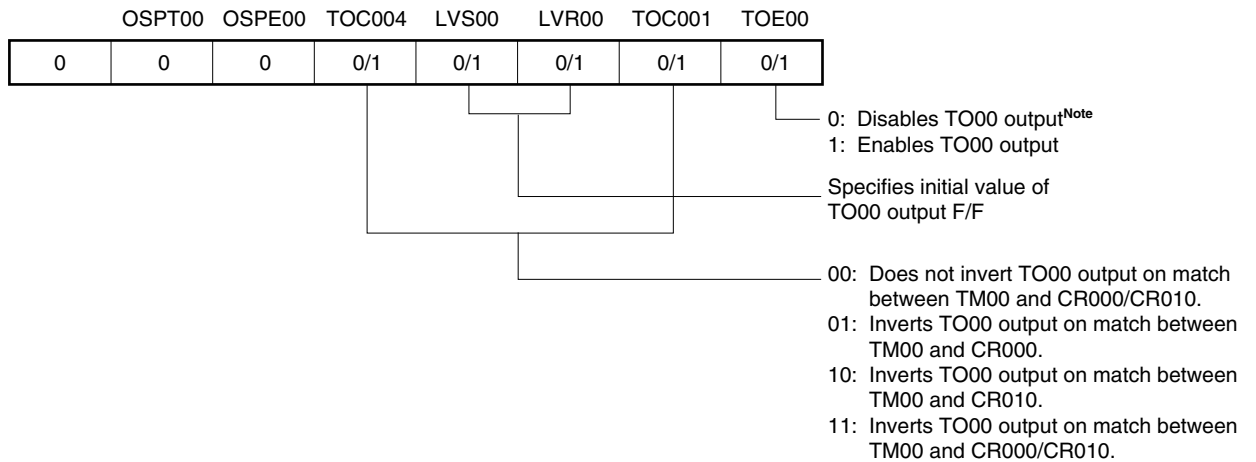 OSPT00 OSPE00 TOC004 LVS00 LVR00 TOC001 TOE00
0 0 0 0/1 0/1 0/1 0/1 0/1
0: Disables TO00 outputNote
1: Enables TO00 output
Specifies initial value of
TO00 output F/F
00: Does not invert TO00 output on match
between TM00 and CR000/CR010.
01: Inverts TO00 output on match between
TM00 and CR000.
10: Inverts TO00 output on match between
TM00 and CR010.
11: Inverts TO00 output on match between
TM00 and CR000/CR010.